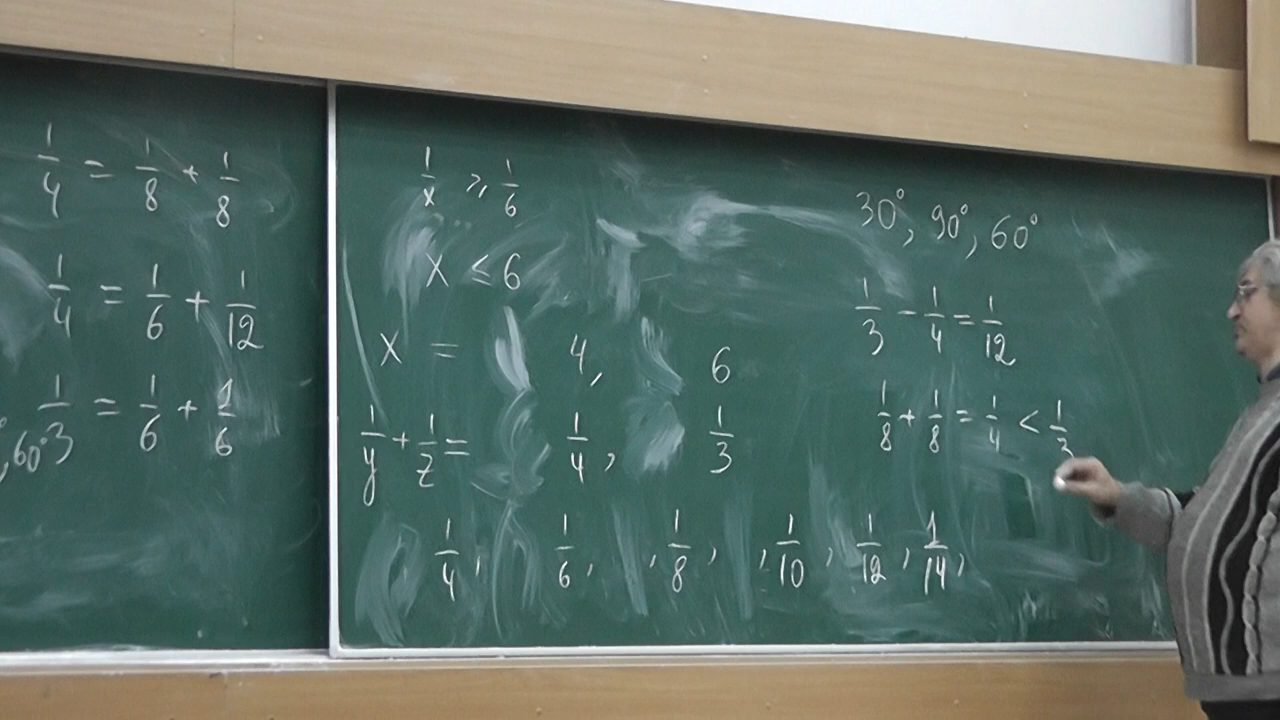 1/4 = 1/8 + 1/8
1/4 = 1/6 + 1/12
, 60° 1/3 = 1/6 + 1/6
1/x ⩾ 1/6
x ≤ 6
x = 4, 6
1/y + 1/z = 1/4, 1/3
1/4, 1/6, , 1/8, , 1/10, 1/12, 1/14,
30°, 90°, 60°
1/3 - 1/4 = 1/12
1/8 + 1/8 = 1/4 < 1/3